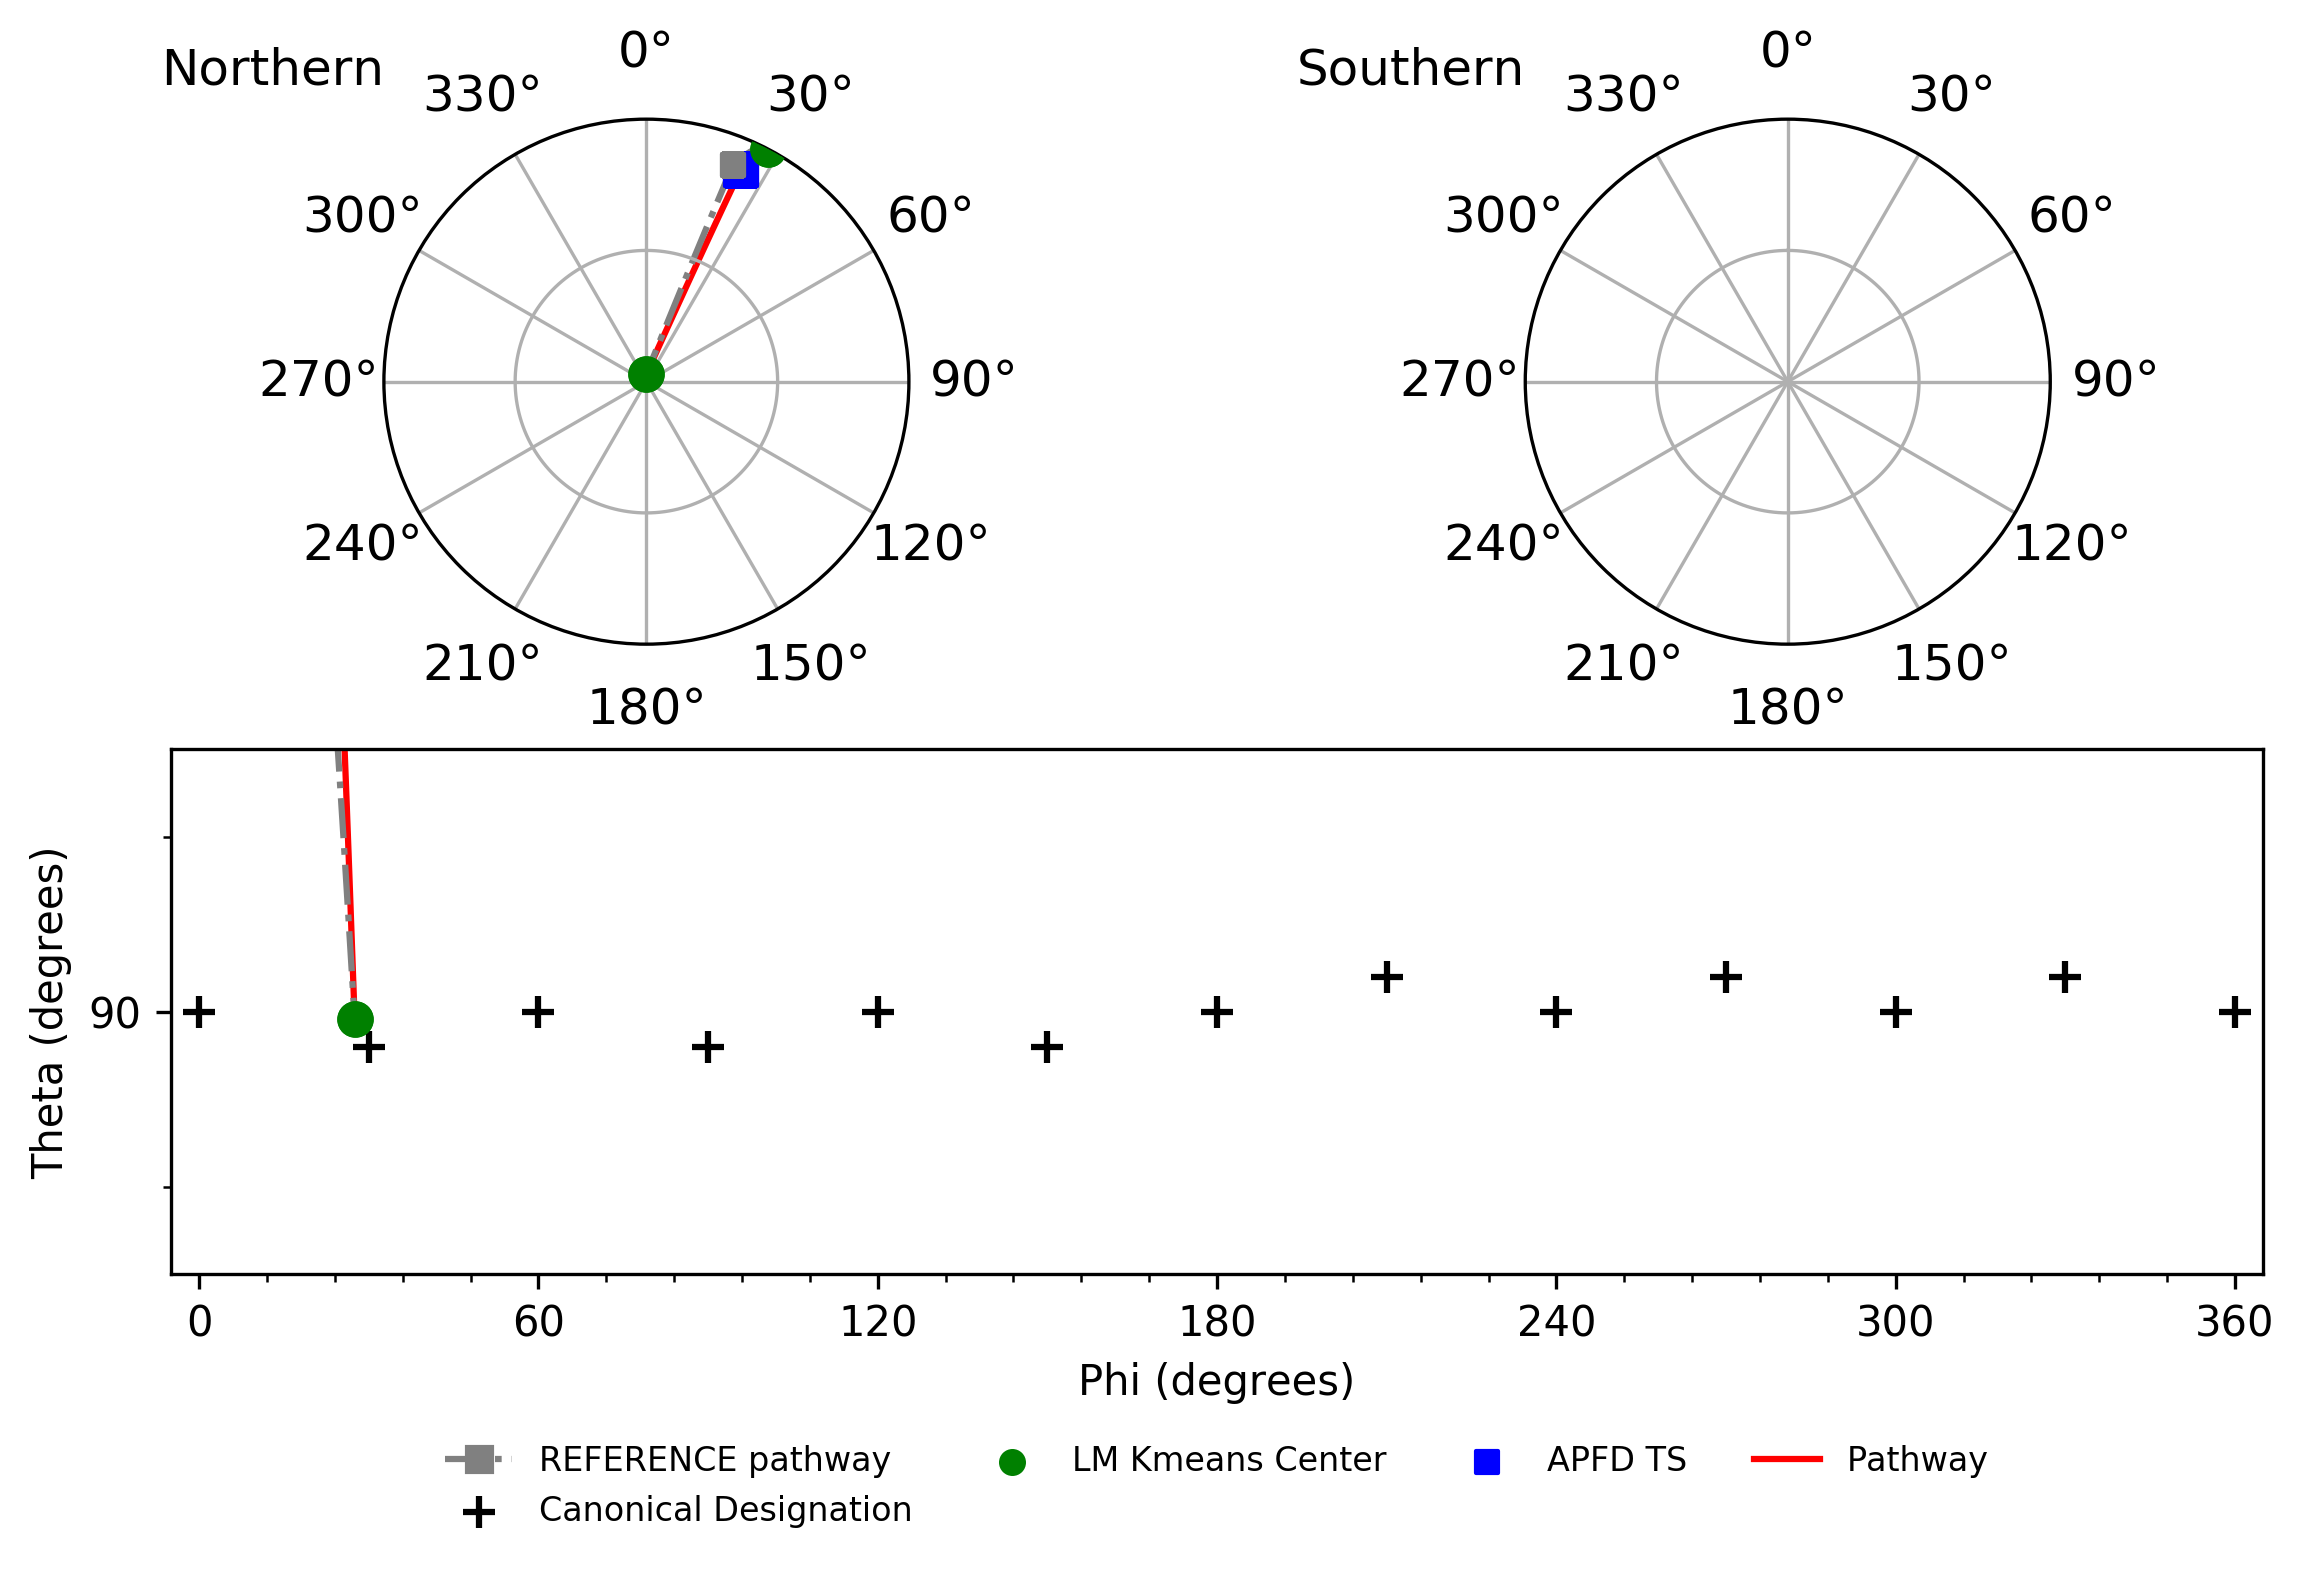 Northern
0°
330°
30°
300°
60°
270°
90°
240°
120°
210°
150°
180°
Southern
0°
330°
30°
300°
60°
270°
90°
240°
120°
210°
150°
180°
Theta (degrees)
90
0 60 120 180 240 300 360
Phi (degrees)
REFERENCE pathway
Canonical Designation
LM Kmeans Center
APFD TS
Pathway